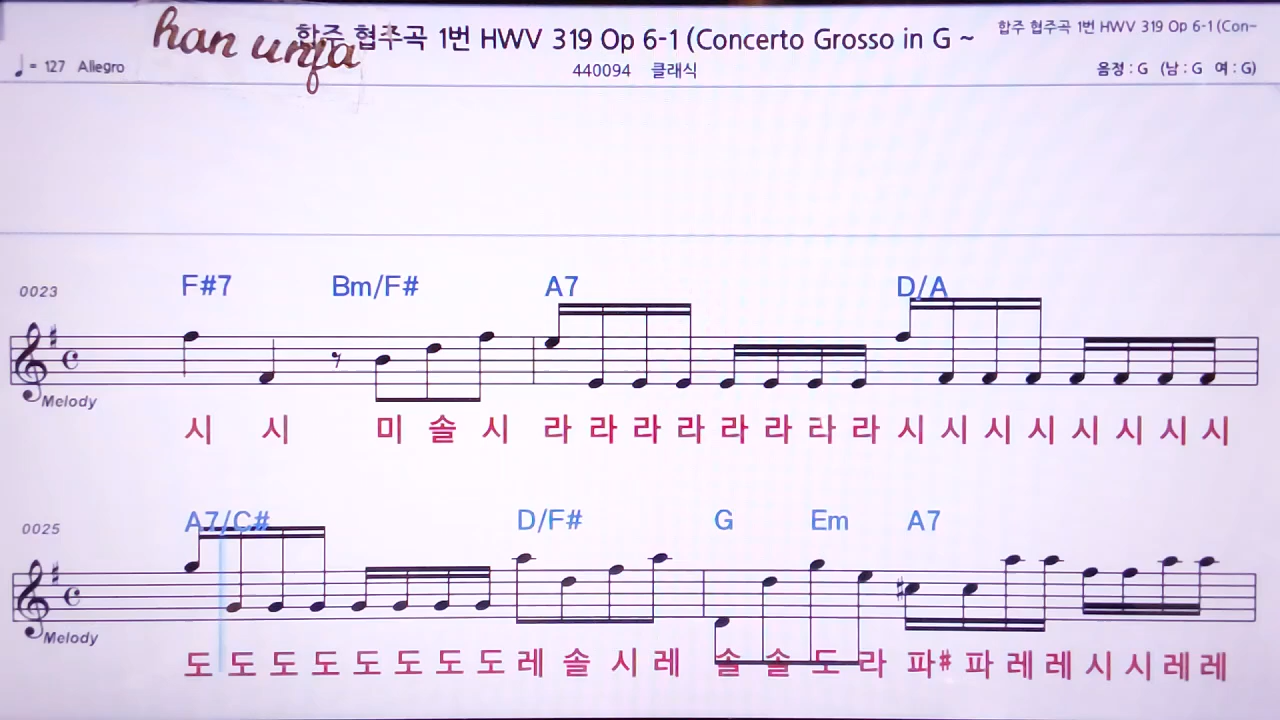 han unfa
합주 협주곡 1번 HWV 319 Op 6-1 (Concerto Grosso in G ~
합주 협주곡 1번 HWV 319 Op 6-1 (Con~
♩= 127 Allegro
440094 클래식
음정 : G (남 : G 여 : G)
0023 F#7 Bm/F# A7 D/A
Melody
시 시 미 솔 시 라 라 라 라 라 라 라 라 시 시 시 시 시 시 시 시
0025 A7/C# D/F# G Em A7
Melody
도 도 도 도 도 도 도 도 레 솔 시 레 솔 솔 도 라 파# 파 레 레 시 시 레 레